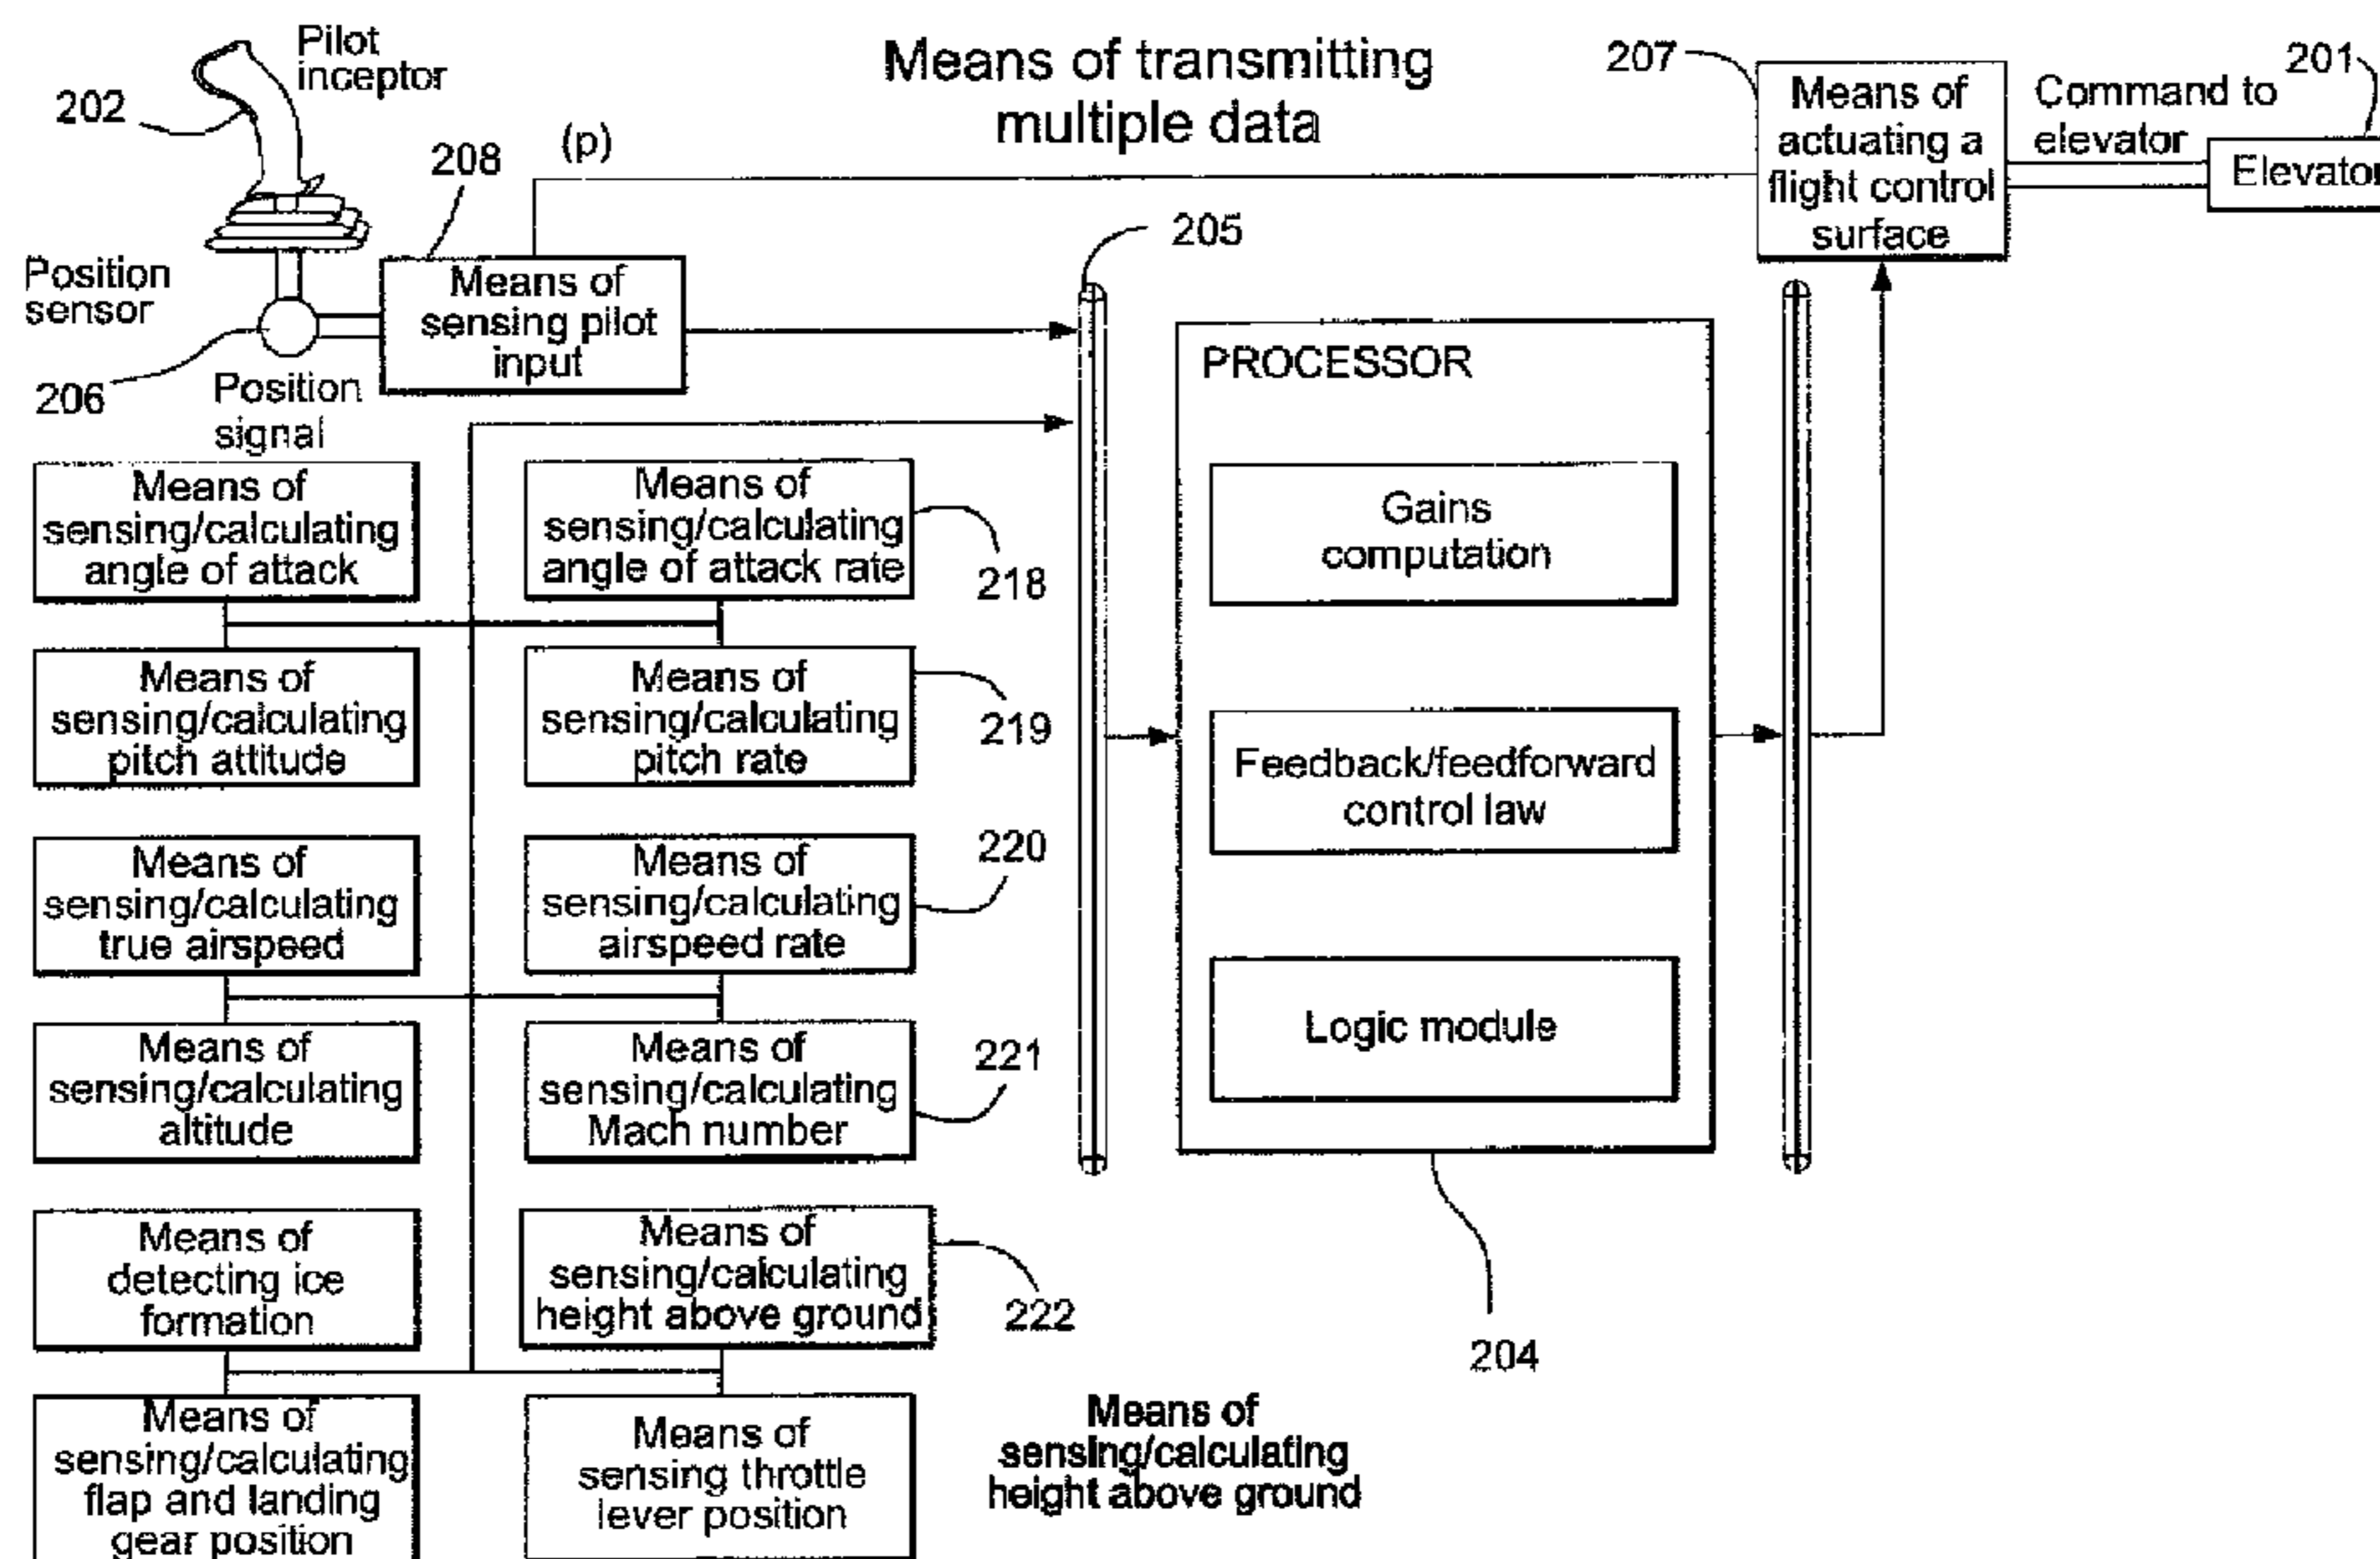 Pilot
inceptor
202
Position
sensor
206
Position
signal
208
(p)
Means of
sensing pilot
input
Means of transmitting
multiple data
207
Means of
actuating a
flight control
surface
Command to
elevator
201
Elevator
205
PROCESSOR
Gains
computation
Feedback/feedforward
control law
Logic module
204
Means of
sensing/calculating
angle of attack
Means of
sensing/calculating
angle of attack rate
218
Means of
sensing/calculating
pitch attitude
Means of
sensing/calculating
pitch rate
219
Means of
sensing/calculating
true airspeed
Means of
sensing/calculating
airspeed rate
220
Means of
sensing/calculating
altitude
Means of
sensing/calculating
Mach number
221
Means of
detecting ice
formation
Means of
sensing/calculating
height above ground
222
Means of
sensing/calculating
flap and landing
gear position
Means of
sensing throttle
lever position
Means of
sensing/calculating
height above ground